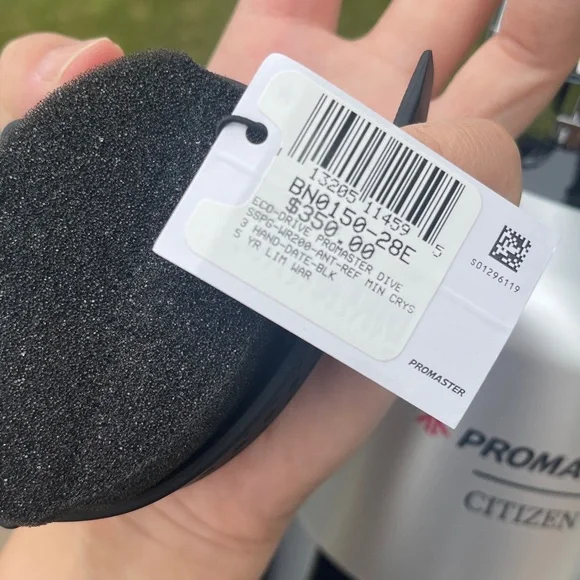 13205 11459 5
BN0150-28E
$350.00
ECO-DRIVE PROMASTER DIVE
SSPG-WR200-ANT-REF MIN CRYS
3 HAND-DATE-BLK
5 YR LIM WAR
S01296119
PROMASTER
PROMA
CITIZEN